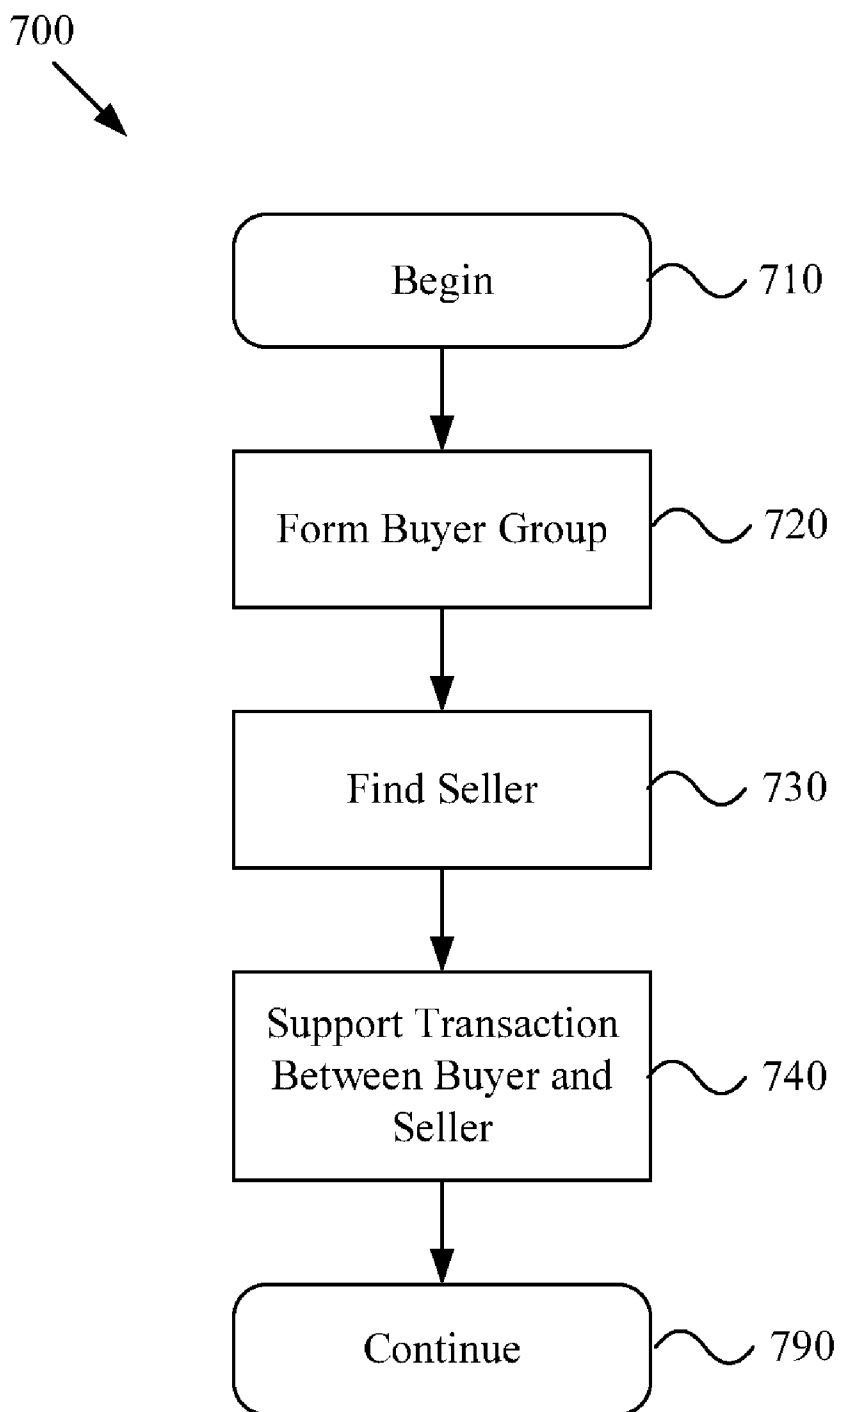 700
Begin
710
Form Buyer Group
720
Find Seller
730
Support Transaction
Between Buyer and
Seller
740
Continue
790